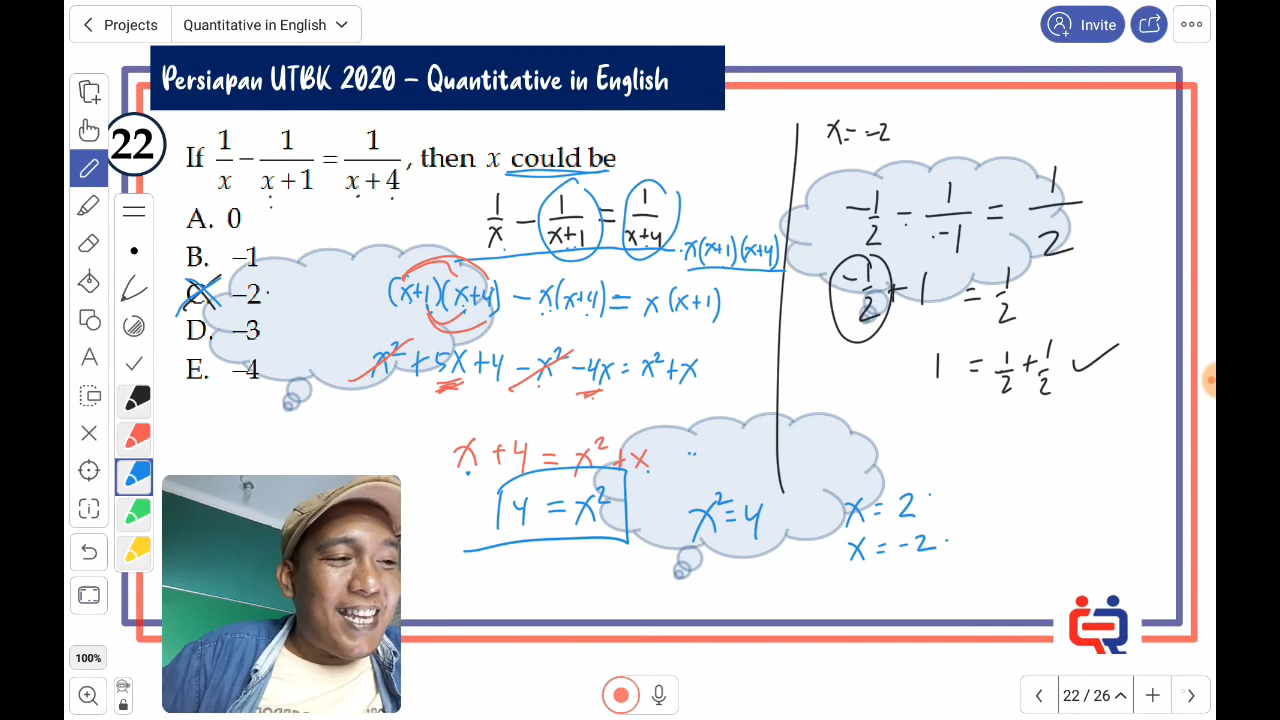 Projects
Quantitative in English
Invite
Persiapan UTBK 2020 – Quantitative in English
22
If 1/x − 1/(x + 1) = 1/(x + 4), then x could be
A. 0
B. −1
C. −2
D. −3
E. −4
1/x − 1/(x+1) = 1/(x+4)
x(x+1)(x+4)
(x+1)(x+4) − x(x+4) = x(x+1)
x² + 5x + 4 − x² − 4x = x² + x
x + 4 = x² + x
4 = x²
x² = 4
x = 2
x = -2
x = -2
-1/2 - 1/-1 = 1/2
-1/2 + 1 = 1/2
1 = 1/2 + 1/2 ✓
100%
22 / 26